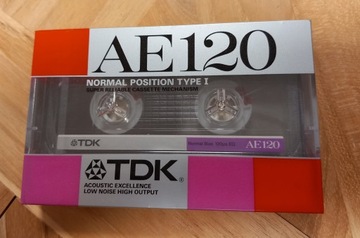 AE120
NORMAL POSITION TYPE I
SUPER RELIABLE CASSETTE MECHANISM
TDK
AE120
TDK
ACOUSTIC EXCELLENCE
LOW NOISE HIGH OUTPUT